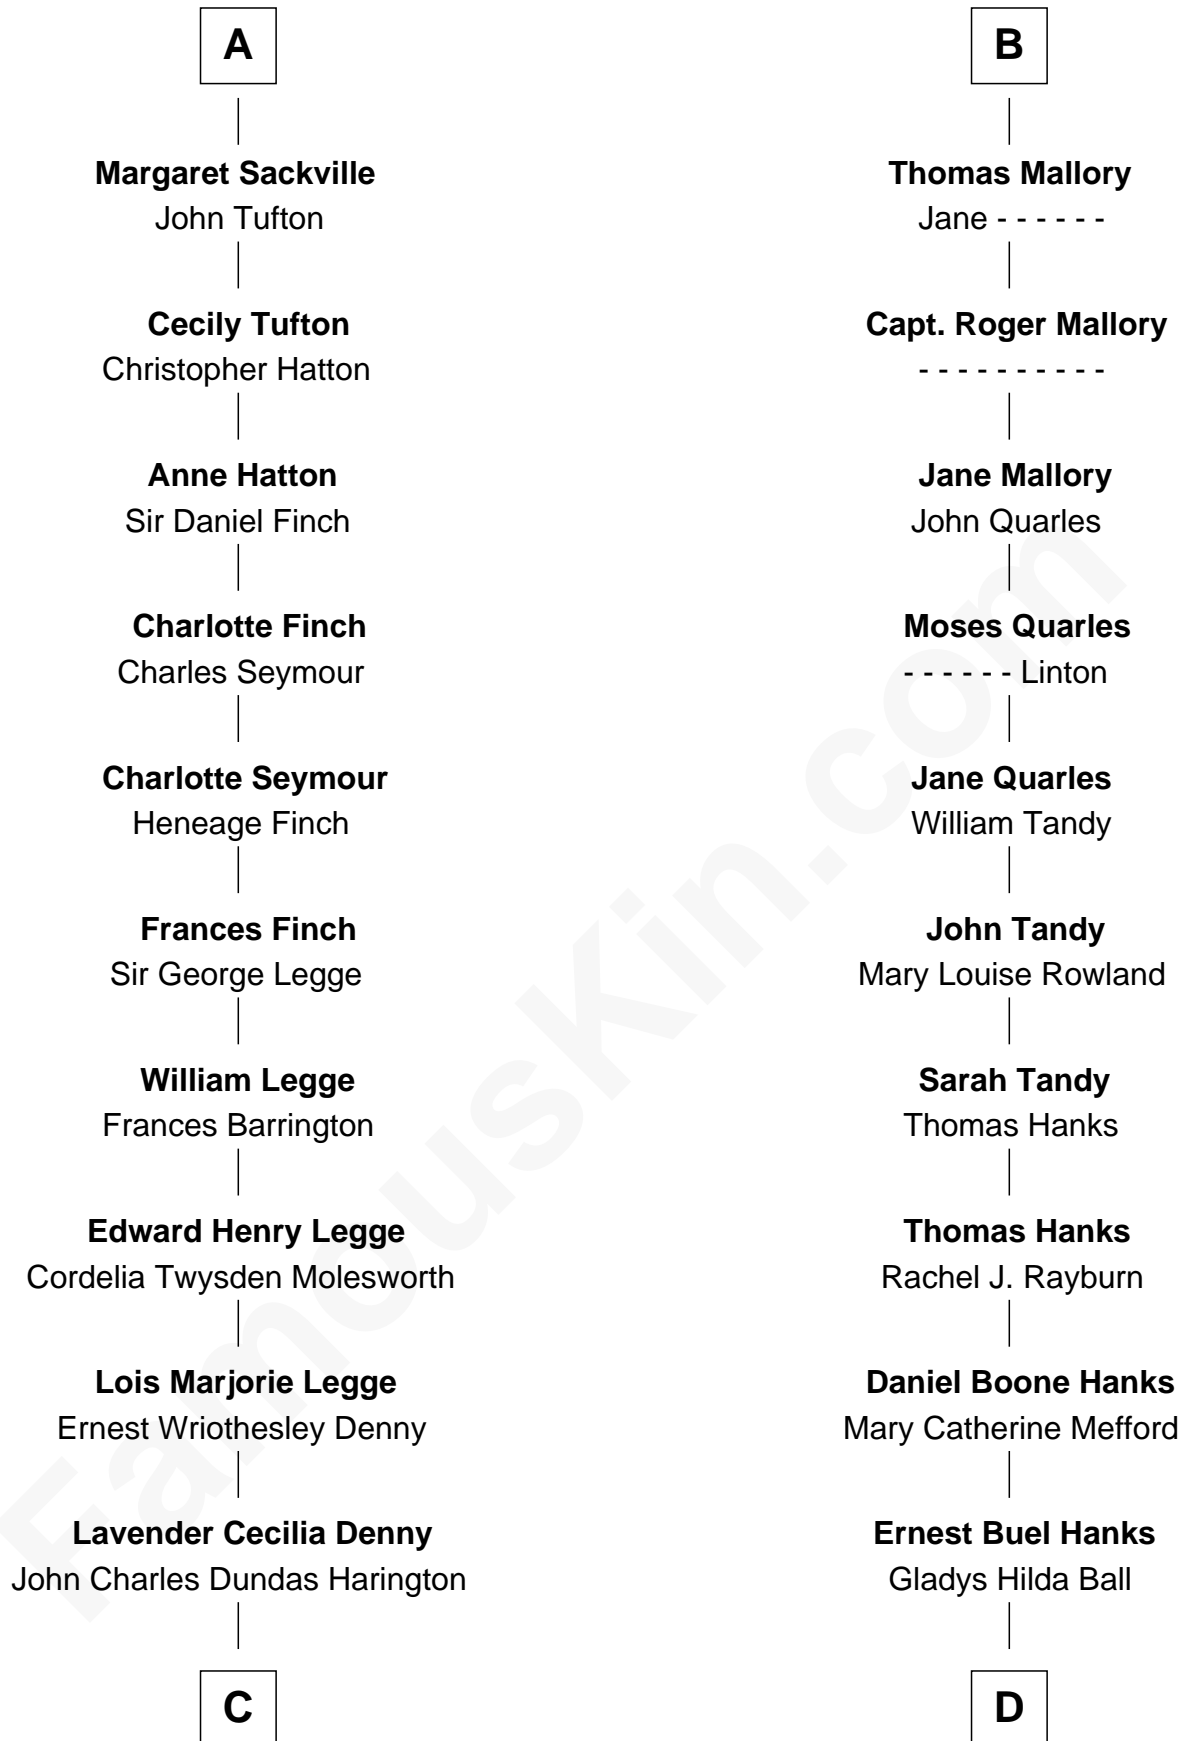 A
Margaret Sackville
John Tufton
Cecily Tufton
Christopher Hatton
Anne Hatton
Sir Daniel Finch
Charlotte Finch
Charles Seymour
Charlotte Seymour
Heneage Finch
Frances Finch
Sir George Legge
William Legge
Frances Barrington
Edward Henry Legge
Cordelia Twysden Molesworth
Lois Marjorie Legge
Ernest Wriothesley Denny
Lavender Cecilia Denny
John Charles Dundas Harington
C
B
Thomas Mallory
Jane - - - - - -
Capt. Roger Mallory
- - - - - - - - - -
Jane Mallory
John Quarles
Moses Quarles
- - - - - - Linton
Jane Quarles
William Tandy
John Tandy
Mary Louise Rowland
Sarah Tandy
Thomas Hanks
Thomas Hanks
Rachel J. Rayburn
Daniel Boone Hanks
Mary Catherine Mefford
Ernest Buel Hanks
Gladys Hilda Ball
D
FamousKin.com